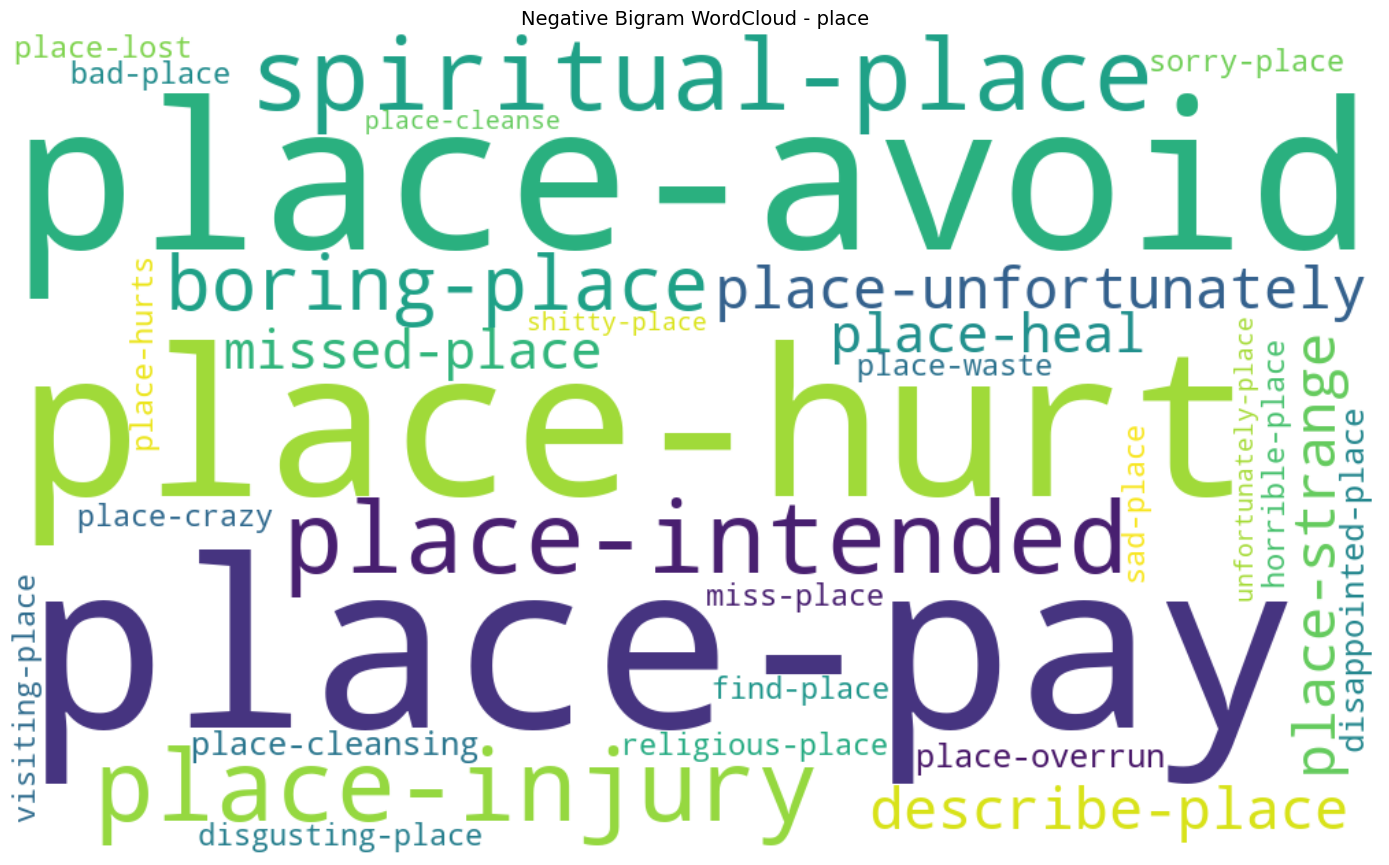 Negative Bigram WordCloud - place
place-lost
bad-place
spiritual-place
sorry-place
place-cleanse
place-avoid
boring-place
place-unfortunately
place-hurts
shitty-place
missed-place
place-heal
place-waste
place-hurt
unfortunately-place
horrible-place
place-strange
disappointed-place
sad-place
place-crazy
place-intended
miss-place
visiting-place
place-pay
find-place
place-cleansing
religious-place
place-overrun
place-injury
describe-place
disgusting-place